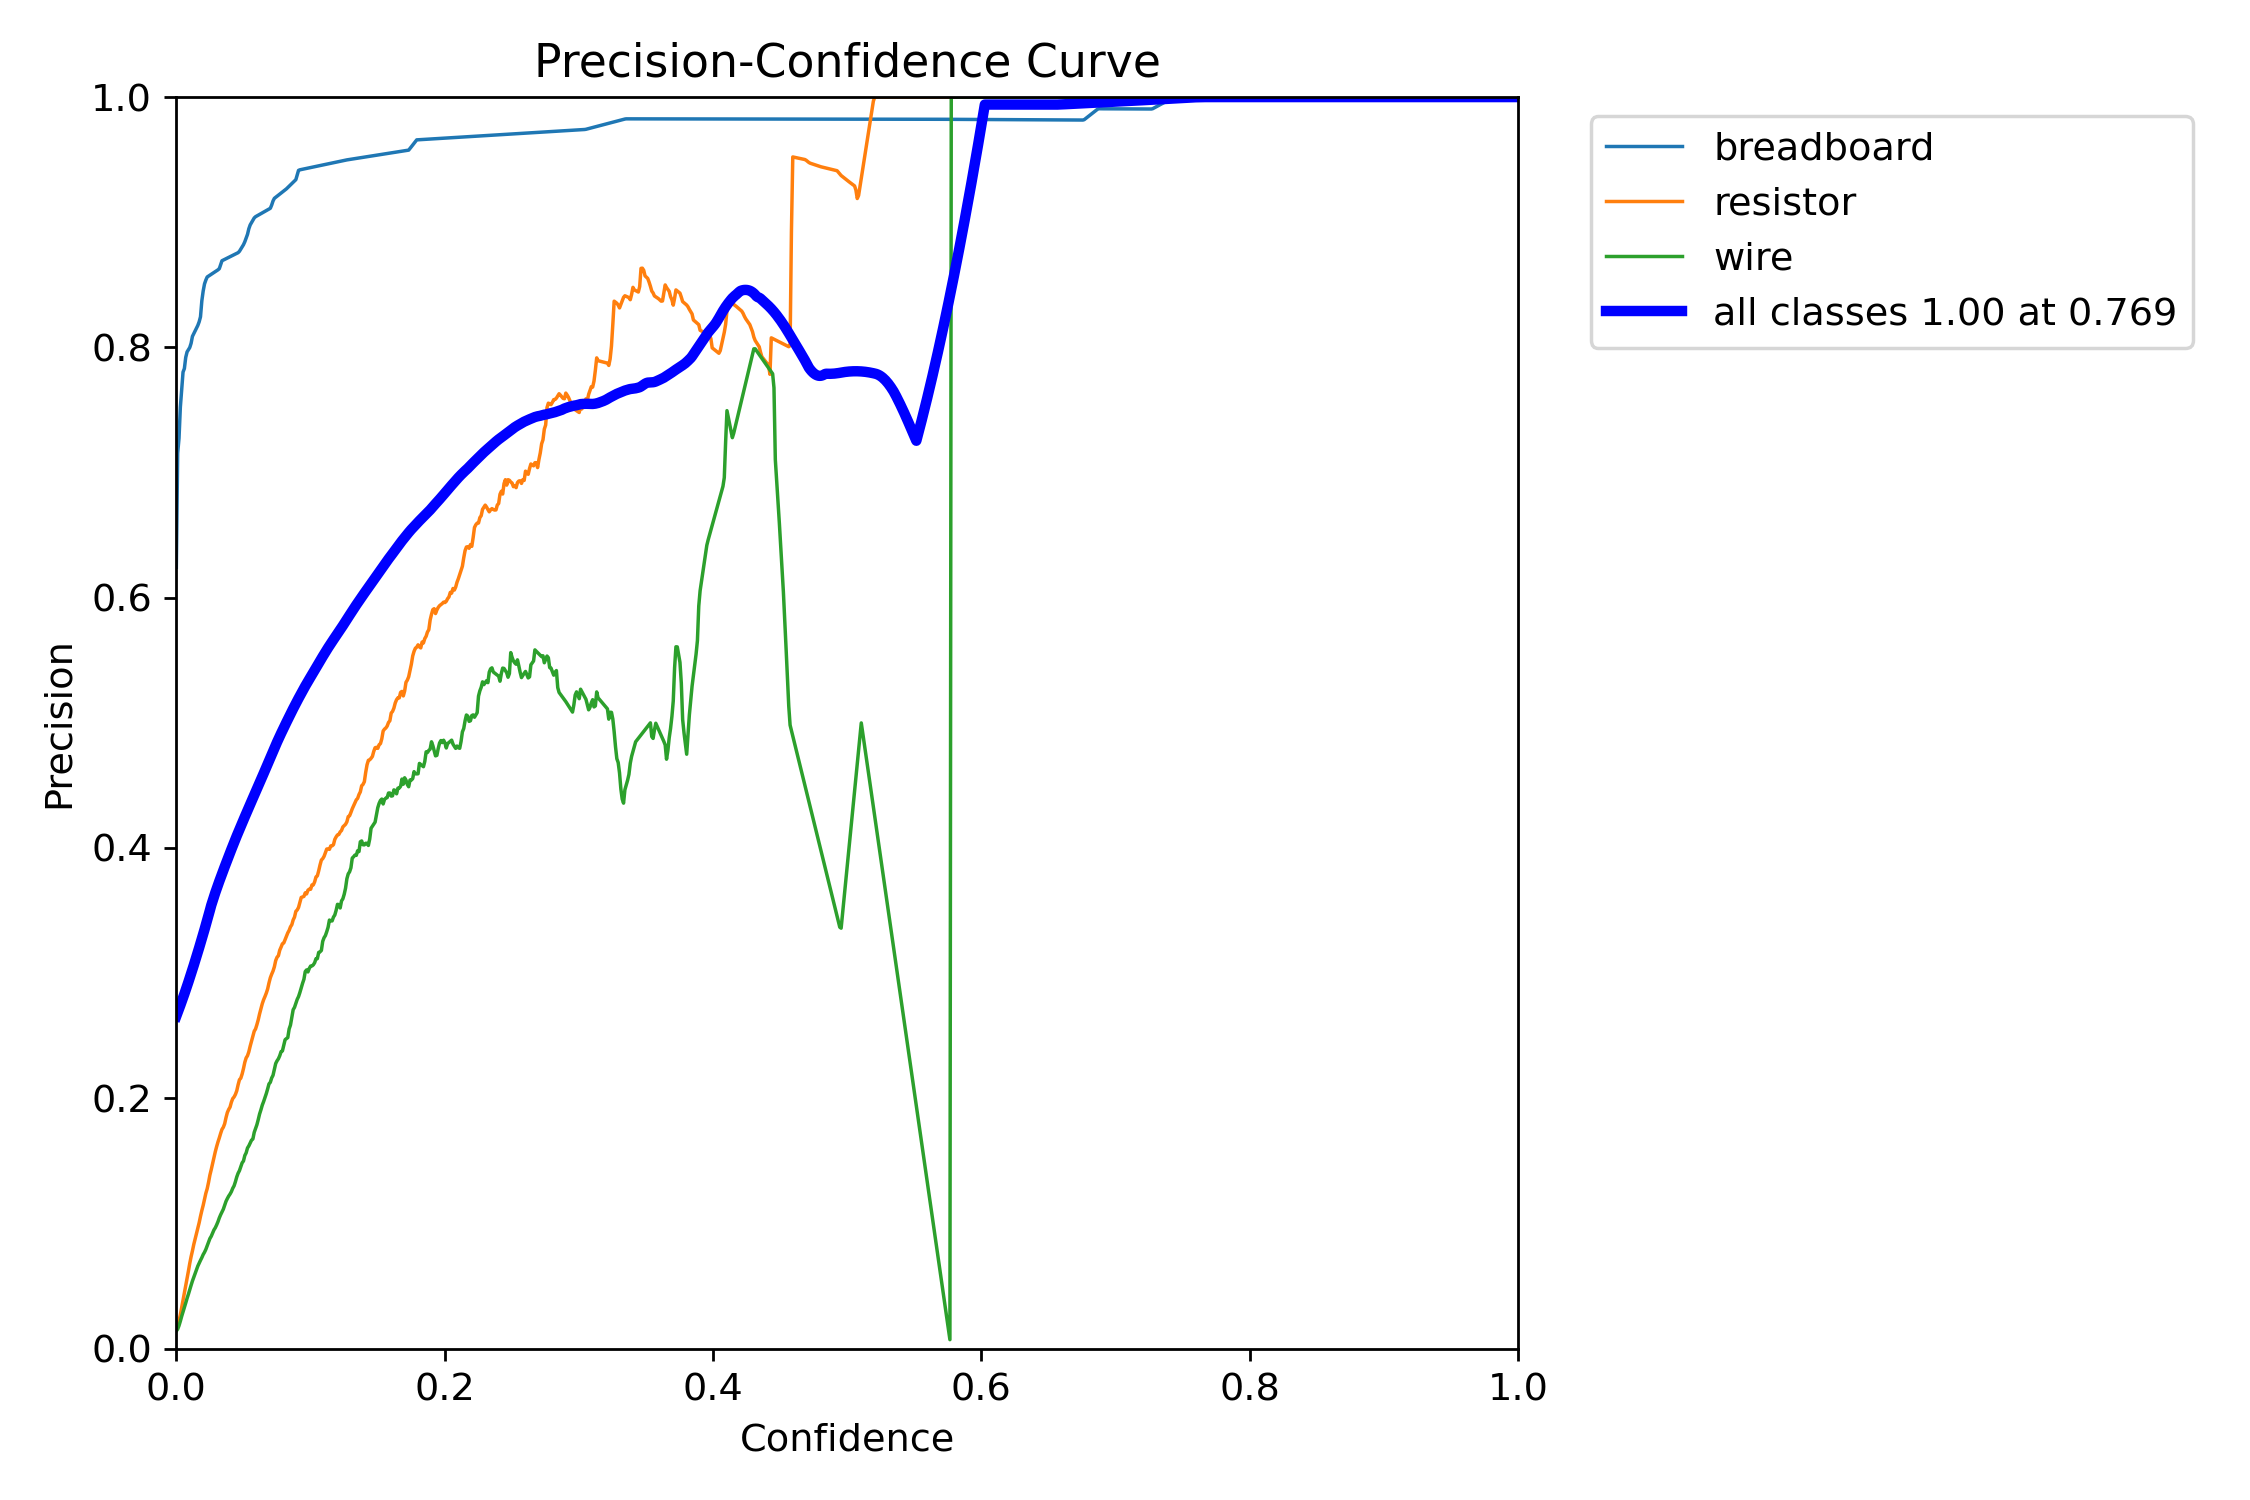 Precision-Confidence Curve
1.0
0.8
0.6
0.4
0.2
0.0
Precision
0.0 0.2 0.4 0.6 0.8 1.0
Confidence
breadboard
resistor
wire
all classes 1.00 at 0.769